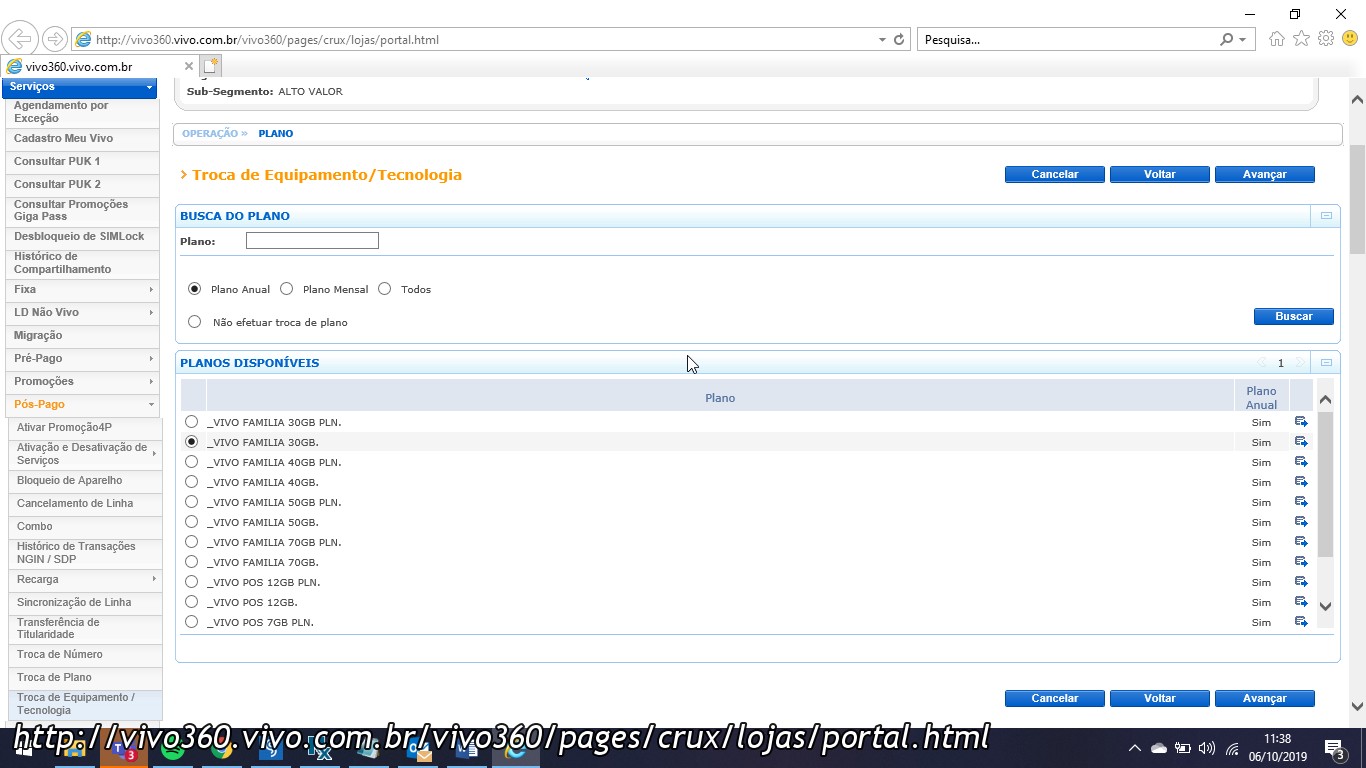 http://vivo360.vivo.com.br/vivo360/pages/crux/lojas/portal.html
Pesquisa...
vivo360.vivo.com.br
Serviços
Agendamento por
Exceção
Cadastro Meu Vivo
Consultar PUK 1
Consultar PUK 2
Consultar Promoções
Giga Pass
Desbloqueio de SIMLock
Histórico de
Compartilhamento
Fixa
LD Não Vivo
Migração
Pré-Pago
Promoções
Pós-Pago
Ativar Promoção4P
Ativação e Desativação de
Serviços
Bloqueio de Aparelho
Cancelamento de Linha
Combo
Histórico de Transações
NGIN / SDP
Recarga
Sincronização de Linha
Transferência de
Titularidade
Troca de Número
Troca de Plano
Troca de Equipamento /
Tecnologia
Sub-Segmento: ALTO VALOR
OPERAÇÃO » PLANO
> Troca de Equipamento/Tecnologia
Cancelar Voltar Avançar
BUSCA DO PLANO
Plano:
Plano Anual Plano Mensal Todos
Não efetuar troca de plano
Buscar
PLANOS DISPONÍVEIS 1
Plano Plano Anual
_VIVO FAMILIA 30GB PLN. Sim
_VIVO FAMILIA 30GB. Sim
_VIVO FAMILIA 40GB PLN. Sim
_VIVO FAMILIA 40GB. Sim
_VIVO FAMILIA 50GB PLN. Sim
_VIVO FAMILIA 50GB. Sim
_VIVO FAMILIA 70GB PLN. Sim
_VIVO FAMILIA 70GB. Sim
_VIVO POS 12GB PLN. Sim
_VIVO POS 12GB. Sim
_VIVO POS 7GB PLN. Sim
Cancelar Voltar Avançar
http://vivo360.vivo.com.br/vivo360/pages/crux/lojas/portal.html
3
11:38
06/10/2019
3